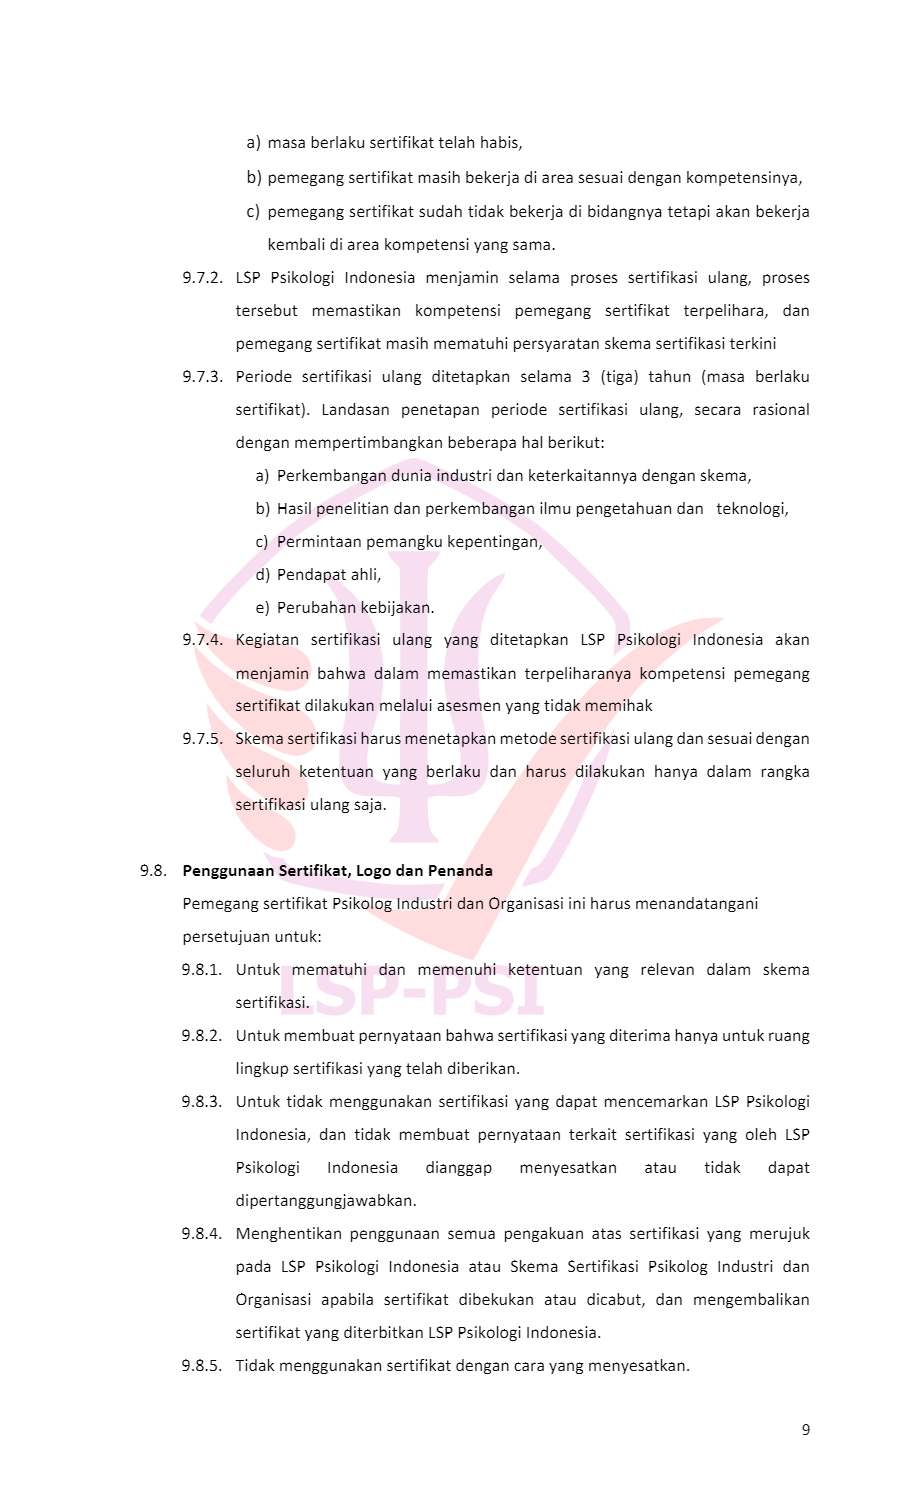 a) masa berlaku sertifikat telah habis,
b) pemegang sertifikat masih bekerja di area sesuai dengan kompetensinya,
c) pemegang sertifikat sudah tidak bekerja di bidangnya tetapi akan bekerja
kembali di area kompetensi yang sama.
9.7.2. LSP Psikologi Indonesia menjamin selama proses sertifikasi ulang, proses
tersebut memastikan kompetensi pemegang sertifikat terpelihara, dan
pemegang sertifikat masih mematuhi persyaratan skema sertifikasi terkini
9.7.3. Periode sertifikasi ulang ditetapkan selama 3 (tiga) tahun (masa berlaku
sertifikat). Landasan penetapan periode sertifikasi ulang, secara rasional
dengan mempertimbangkan beberapa hal berikut:
a) Perkembangan dunia industri dan keterkaitannya dengan skema,
b) Hasil penelitian dan perkembangan ilmu pengetahuan dan teknologi,
c) Permintaan pemangku kepentingan,
d) Pendapat ahli,
e) Perubahan kebijakan.
9.7.4. Kegiatan sertifikasi ulang yang ditetapkan LSP Psikologi Indonesia akan
menjamin bahwa dalam memastikan terpeliharanya kompetensi pemegang
sertifikat dilakukan melalui asesmen yang tidak memihak
9.7.5. Skema sertifikasi harus menetapkan metode sertifikasi ulang dan sesuai dengan
seluruh ketentuan yang berlaku dan harus dilakukan hanya dalam rangka
sertifikasi ulang saja.
9.8. Penggunaan Sertifikat, Logo dan Penanda
Pemegang sertifikat Psikolog Industri dan Organisasi ini harus menandatangani
persetujuan untuk:
9.8.1. Untuk mematuhi dan memenuhi ketentuan yang relevan dalam skema
sertifikasi.
LSP-PSI
9.8.2. Untuk membuat pernyataan bahwa sertifikasi yang diterima hanya untuk ruang
lingkup sertifikasi yang telah diberikan.
9.8.3. Untuk tidak menggunakan sertifikasi yang dapat mencemarkan LSP Psikologi
Indonesia, dan tidak membuat pernyataan terkait sertifikasi yang oleh LSP
Psikologi Indonesia dianggap menyesatkan atau tidak dapat
dipertanggungjawabkan.
9.8.4. Menghentikan penggunaan semua pengakuan atas sertifikasi yang merujuk
pada LSP Psikologi Indonesia atau Skema Sertifikasi Psikolog Industri dan
Organisasi apabila sertifikat dibekukan atau dicabut, dan mengembalikan
sertifikat yang diterbitkan LSP Psikologi Indonesia.
9.8.5. Tidak menggunakan sertifikat dengan cara yang menyesatkan.
9